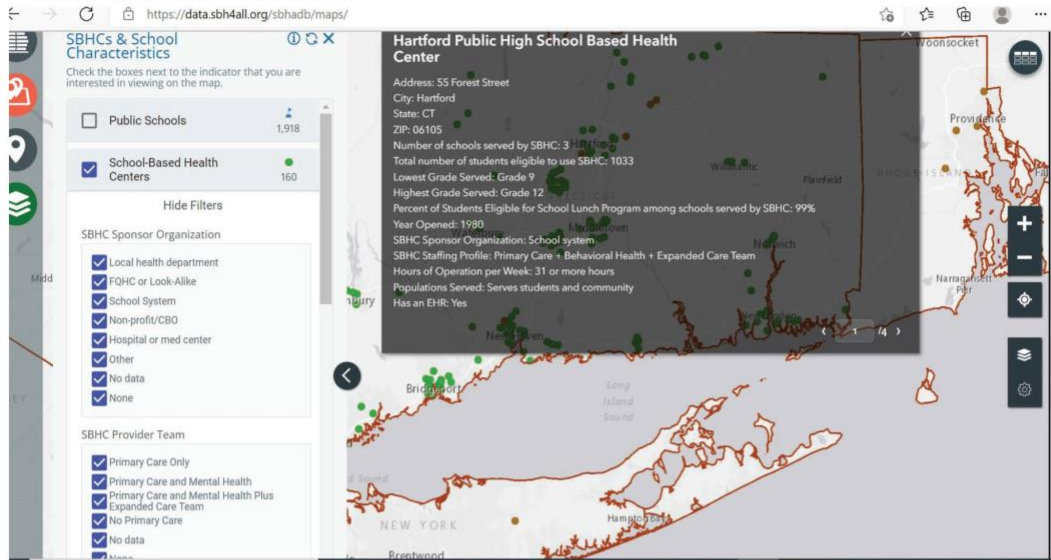 https://data.sbh4all.org/sbhadb/maps/
SBHCs & School
Characteristics
Check the boxes next to the indicator that you are
interested in viewing on the map.
Public Schools
1,918
School-Based Health
Centers
160
Hide Filters
SBHC Sponsor Organization
Local health department
FQHC or Look-Alike
School System
Non-profit/CBO
Hospital or med center
Other
No data
None
SBHC Provider Team
Primary Care Only
Primary Care and Mental Health
Primary Care and Mental Health Plus
Expanded Care Team
No Primary Care
No data
None
Hartford Public High School Based Health
Center
Address: 55 Forest Street
City: Hartford
State: CT
ZIP: 06105
Number of schools served by SBHC: 3
Total number of students eligible to use SBHC: 1033
Lowest Grade Served: Grade 9
Highest Grade Served: Grade 12
Percent of Students Eligible for School Lunch Program among schools served by SBHC: 99%
Year Opened: 1980
SBHC Sponsor Organization: School system
SBHC Staffing Profile: Primary Care + Behavioral Health + Expanded Care Team
Hours of Operation per Week: 31 or more hours
Populations Served: Serves students and community
Has an EHR: Yes
1 /4
Woonsocket
Providence
Hartford
Willimantic
Plainfield
Middletown
Norwich
Narragansett
Pier
New Haven
Bridgeport
Long
Island
Sound
NEW YORK
Hampton Bays
Brentwood
Midd